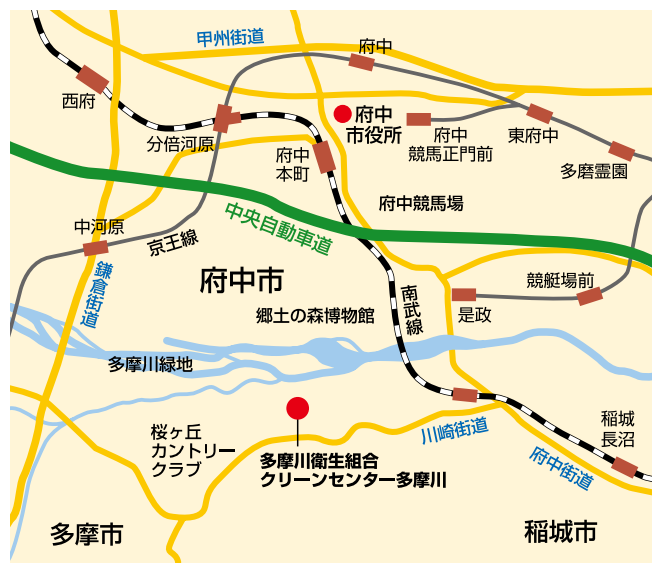 甲州街道
府中
西府
分倍河原
府中
市役所
府中
競馬正門前
東府中
府中
本町
多磨霊園
府中競馬場
中央自動車道
中河原
京王線
鎌倉街道
府中市
競艇場前
南武線
郷土の森博物館
是政
多摩川緑地
桜ヶ丘
カントリー
クラブ
川崎街道
稲城
長沼
府中街道
多摩川衛生組合
クリーンセンター多摩川
多摩市
稲城市